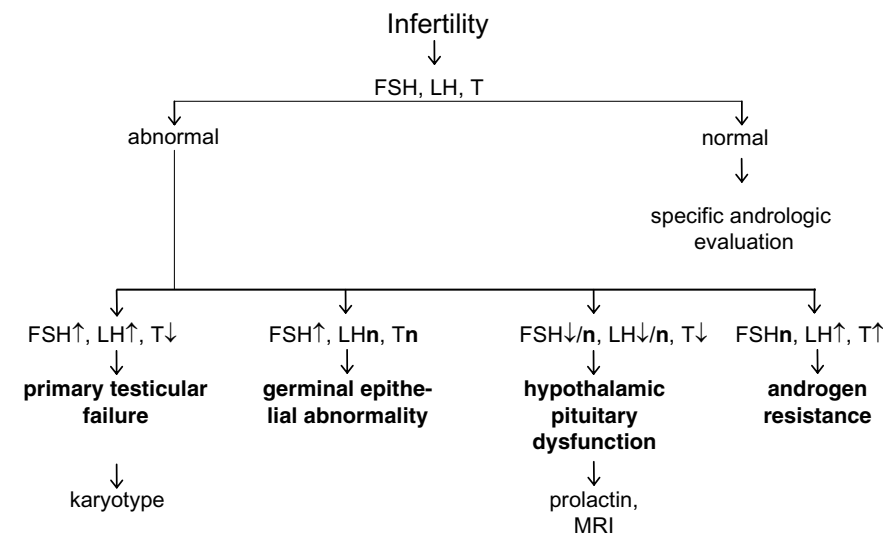 Infertility
FSH, LH, T
abnormal
normal
specific andrologic
evaluation
FSH↑, LH↑, T↓
FSH↑, LHn, Tn
FSH↓/n, LH↓/n, T↓
FSHn, LH↑, T↑
primary testicular
failure
germinal epithe-
lial abnormality
hypothalamic
pituitary
dysfunction
androgen
resistance
karyotype
prolactin,
MRI